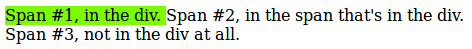 Span #1, in the div. Span #2, in the span that's in the div.
Span #3, not in the div at all.